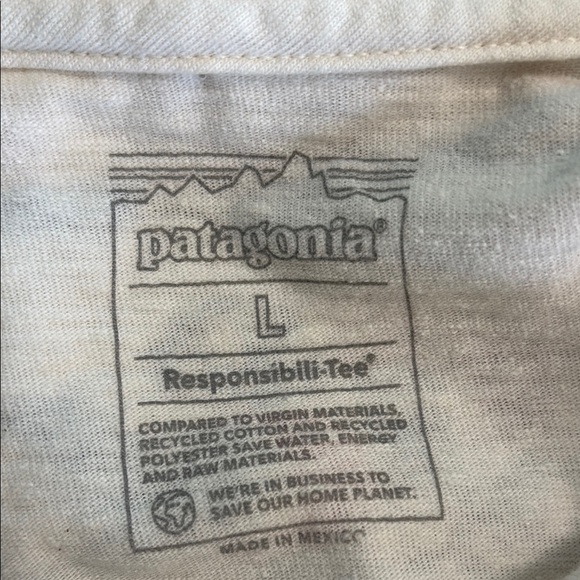 patagonia®
L
Responsibili-Tee®
COMPARED TO VIRGIN MATERIALS,
RECYCLED COTTON AND RECYCLED
POLYESTER SAVE WATER, ENERGY
AND RAW MATERIALS.
WE'RE IN BUSINESS TO
SAVE OUR HOME PLANET.
MADE IN MEXICO